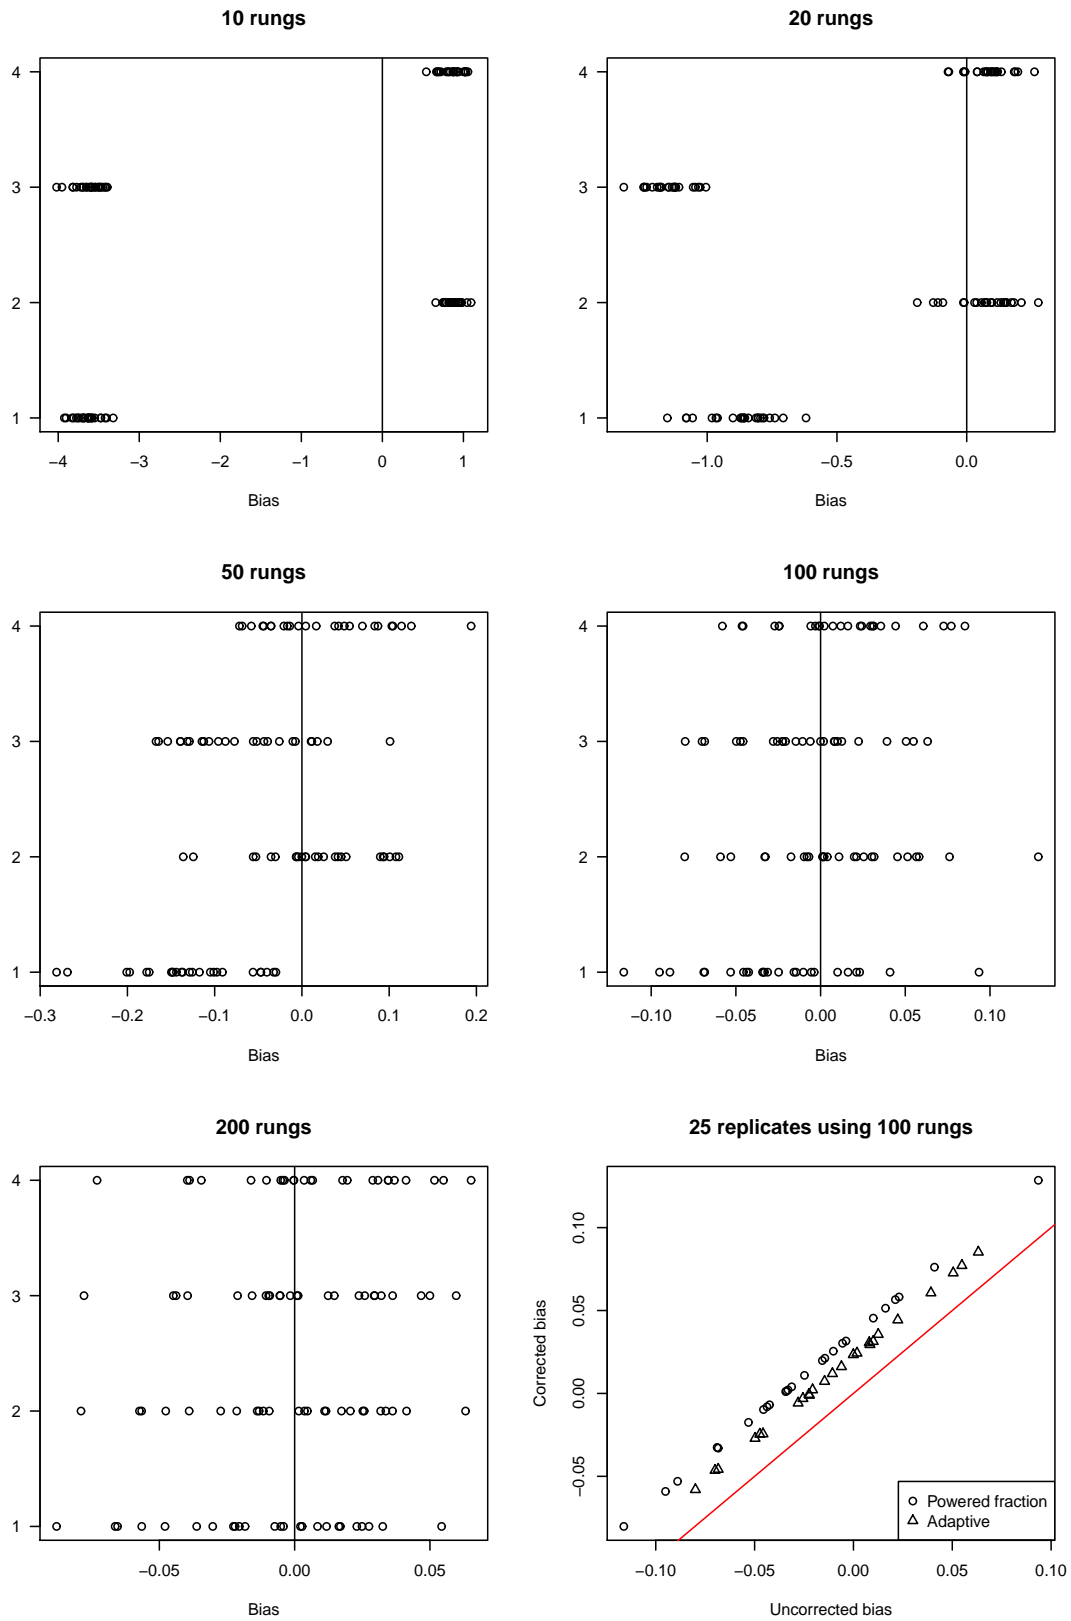 10 rungs
4
3
2
1
−4 −3 −2 −1 0 1
Bias
20 rungs
4
3
2
1
−1.0 −0.5 0.0
Bias
50 rungs
4
3
2
1
−0.3 −0.2 −0.1 0.0 0.1 0.2
Bias
100 rungs
4
3
2
1
−0.10 −0.05 0.00 0.05 0.10
Bias
200 rungs
4
3
2
1
−0.05 0.00 0.05
Bias
25 replicates using 100 rungs
Corrected bias
0.10
0.05
0.00
−0.05
Powered fraction
Adaptive
−0.10 −0.05 0.00 0.05 0.10
Uncorrected bias